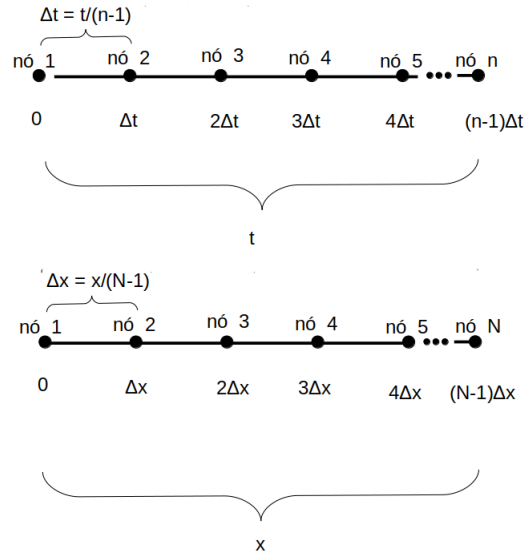 Δt = t/(n-1)
nó 1 nó 2 nó 3 nó 4 nó 5 nó n
0 Δt 2Δt 3Δt 4Δt (n-1)Δt
t
Δx = x/(N-1)
nó 1 nó 2 nó 3 nó 4 nó 5 nó N
0 Δx 2Δx 3Δx 4Δx (N-1)Δx
x